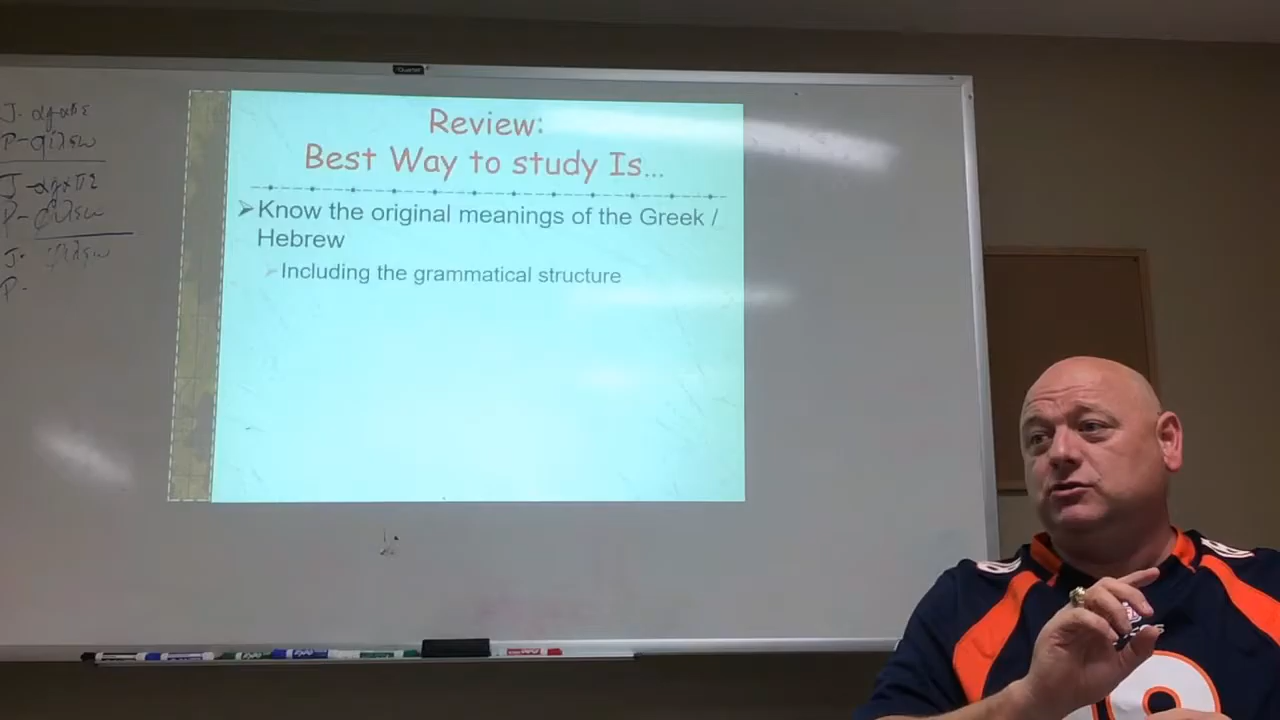 Review:
Best Way to study Is...
Know the original meanings of the Greek /
Hebrew
Including the grammatical structure
J-
P-
J-
P-
J-
P-